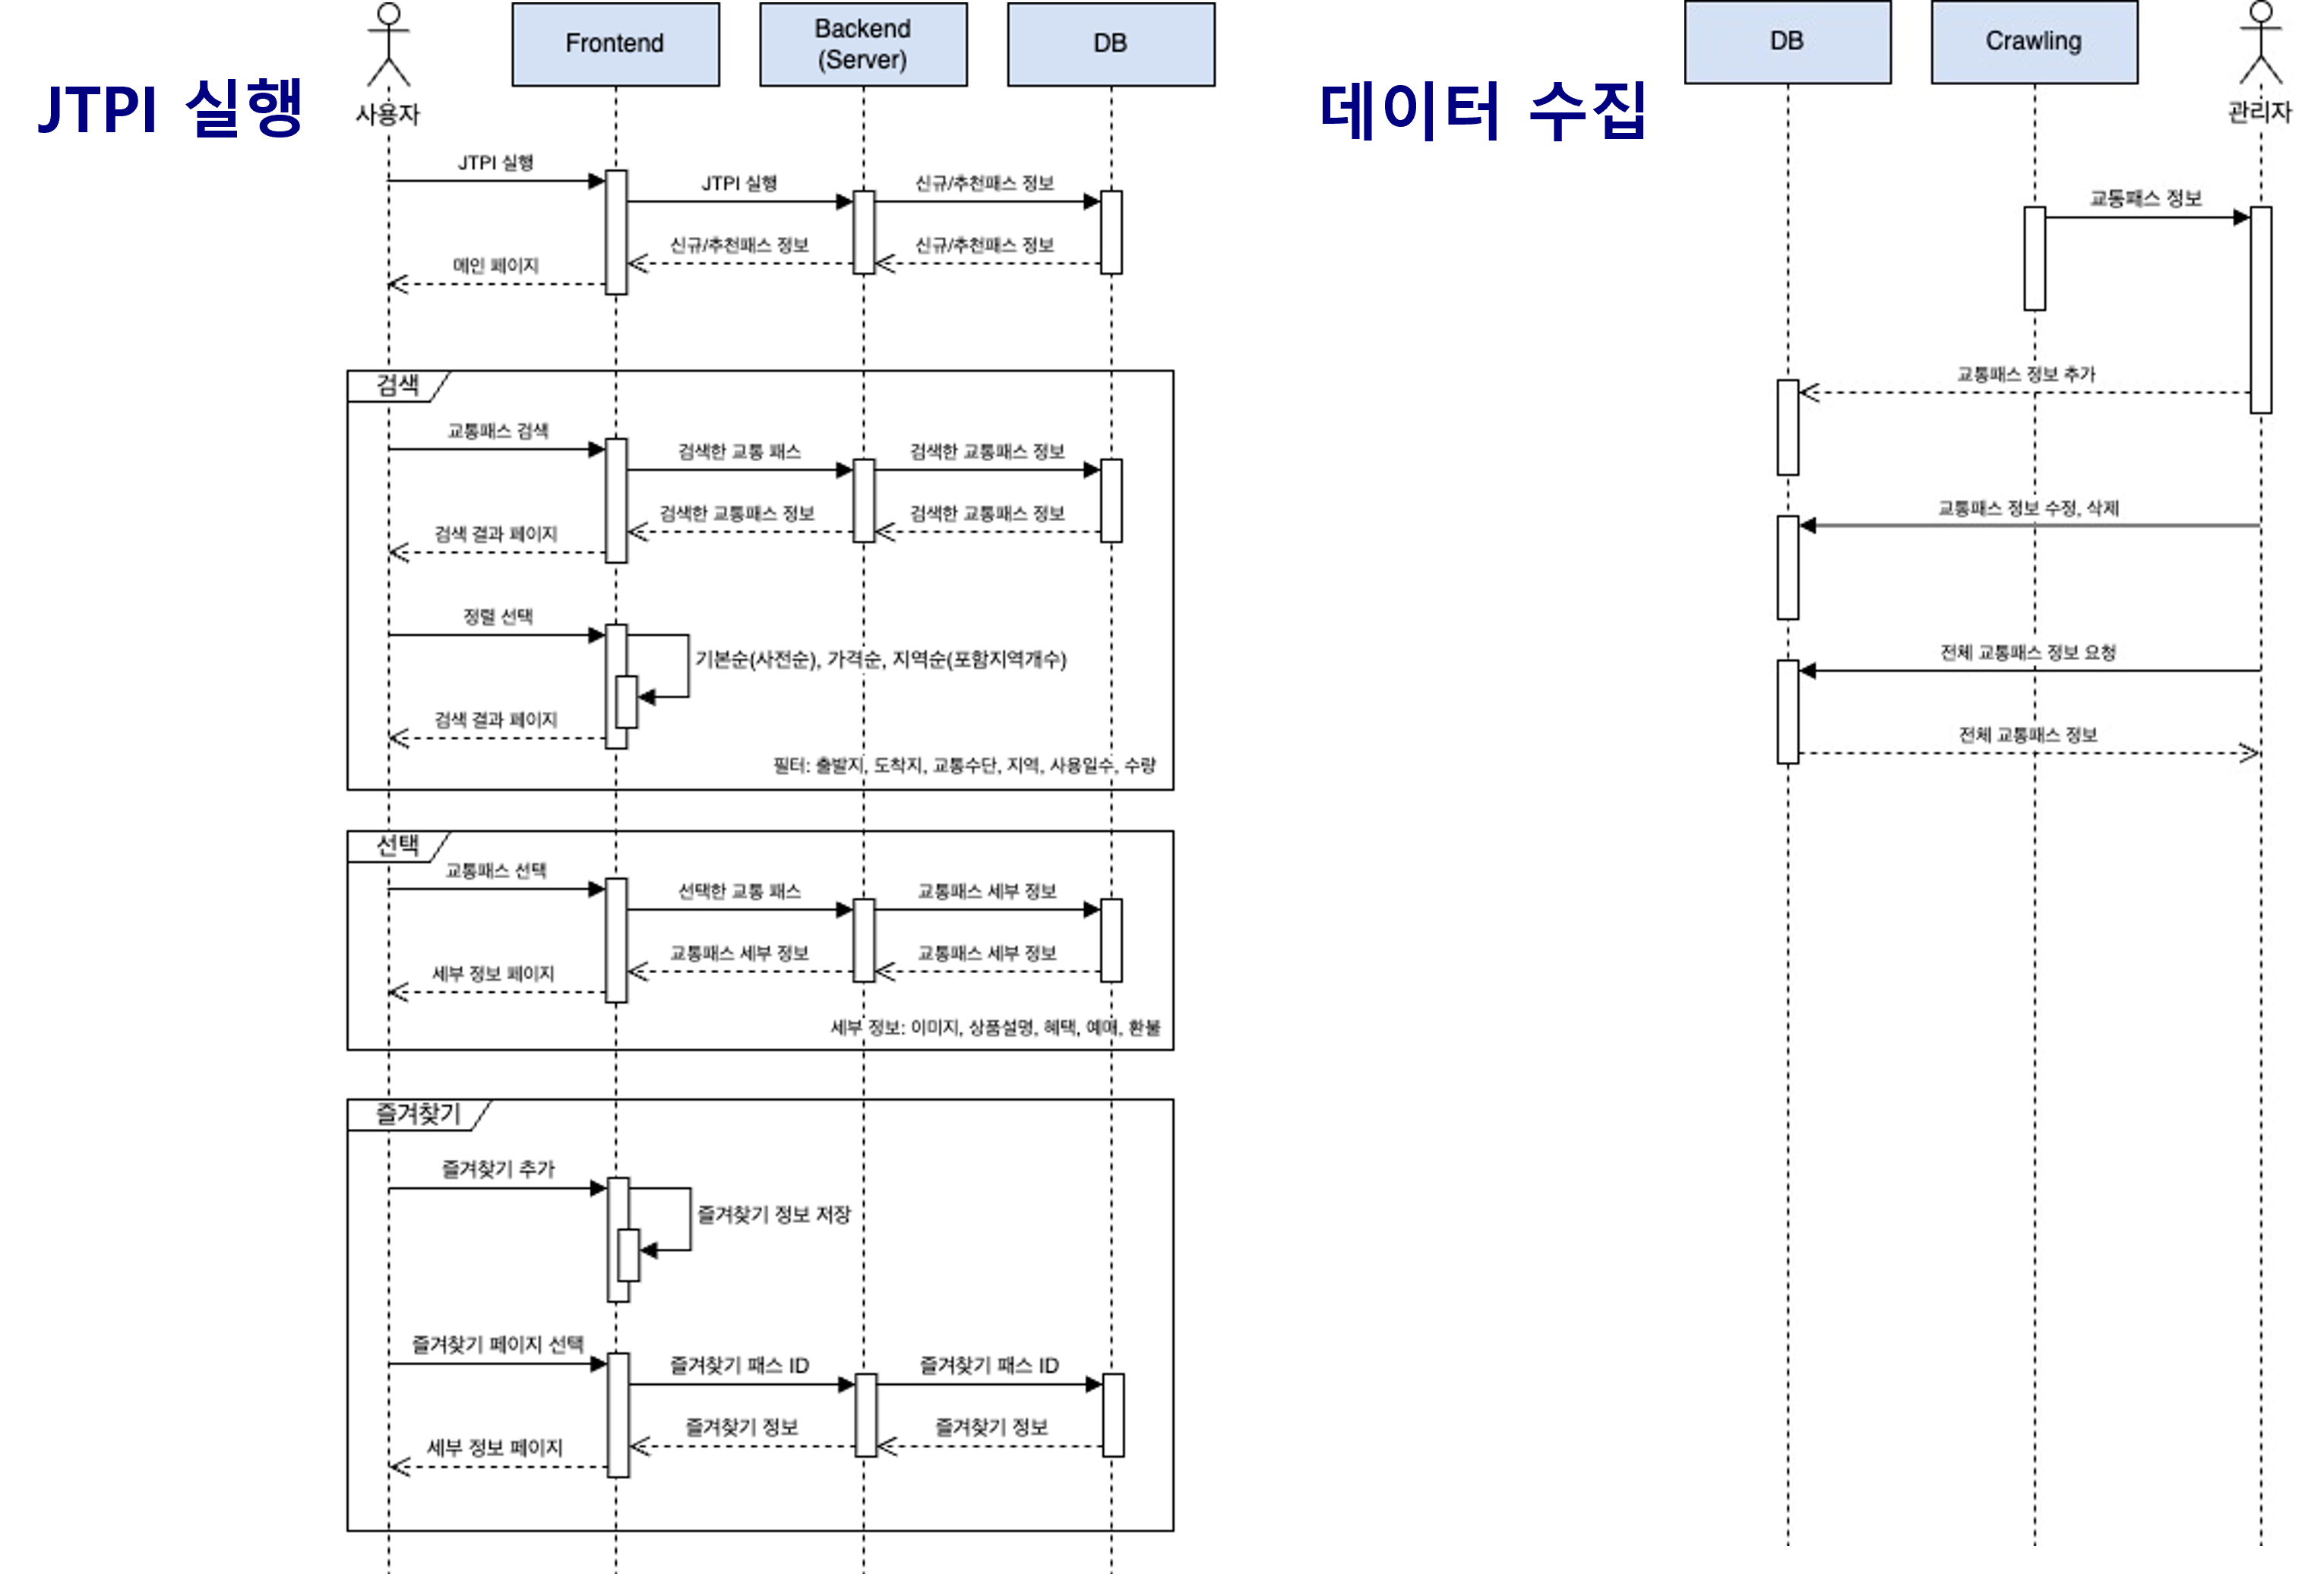 JTPI 실행
사용자
Frontend
Backend
(Server)
DB
JTPI 실행
JTPI 실행
신규/추천패스 정보
신규/추천패스 정보
신규/추천패스 정보
메인 페이지
검색
교통패스 검색
검색한 교통 패스
검색한 교통패스 정보
검색한 교통패스 정보
검색한 교통패스 정보
검색 결과 페이지
정렬 선택
기본순(사전순), 가격순, 지역순(포함지역개수)
검색 결과 페이지
필터: 출발지, 도착지, 교통수단, 지역, 사용일수, 수량
선택
교통패스 선택
선택한 교통 패스
교통패스 세부 정보
교통패스 세부 정보
교통패스 세부 정보
세부 정보 페이지
세부 정보: 이미지, 상품설명, 혜택, 예매, 환불
즐겨찾기
즐겨찾기 추가
즐겨찾기 정보 저장
즐겨찾기 페이지 선택
즐겨찾기 패스 ID
즐겨찾기 패스 ID
즐겨찾기 정보
즐겨찾기 정보
세부 정보 페이지
데이터 수집
DB
Crawling
관리자
교통패스 정보
교통패스 정보 추가
교통패스 정보 수정, 삭제
전체 교통패스 정보 요청
전체 교통패스 정보